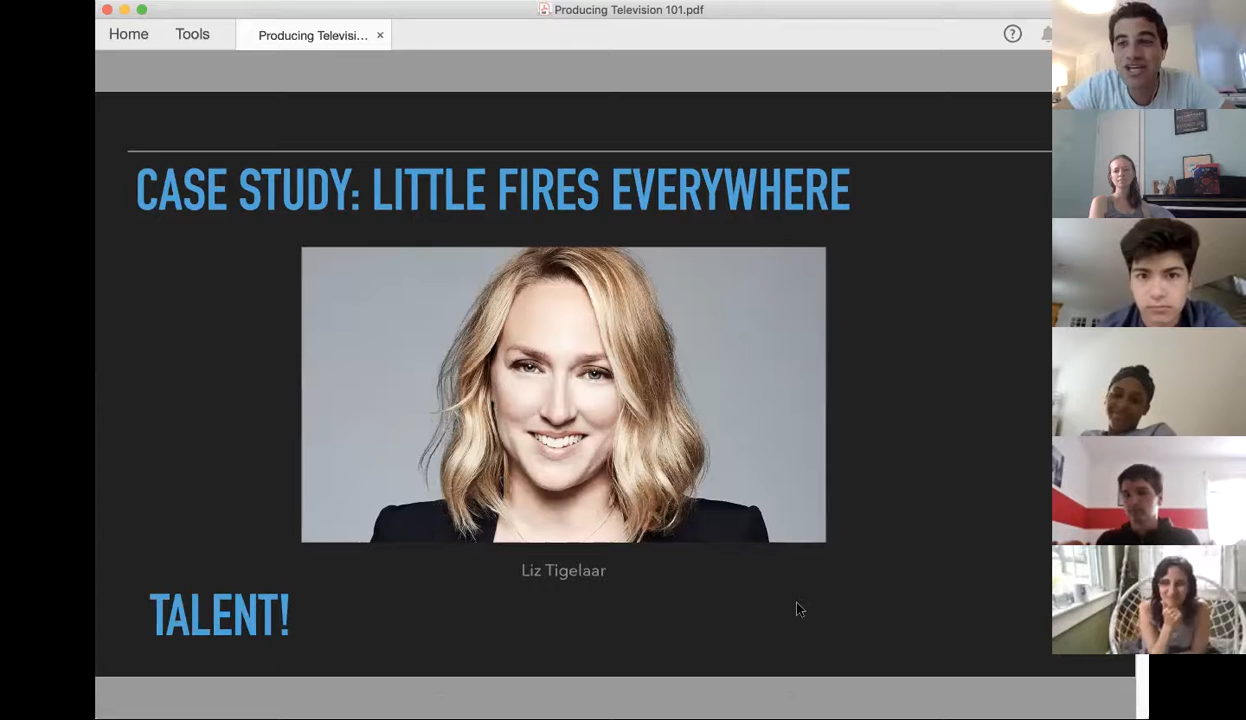 Producing Television 101.pdf
Home Tools Producing Televisi... ×
?
CASE STUDY: LITTLE FIRES EVERYWHERE
Liz Tigelaar
TALENT!